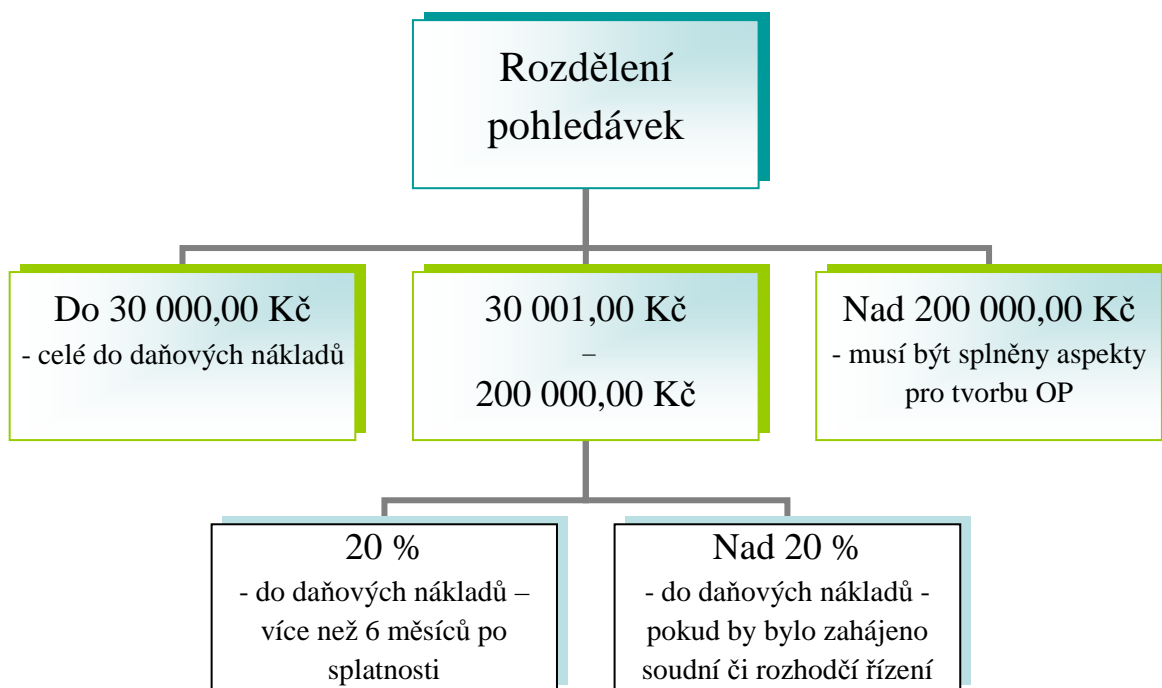 Rozdělení
pohledávek
Do 30 000,00 Kč
- celé do daňových nákladů
30 001,00 Kč
–
200 000,00 Kč
Nad 200 000,00 Kč
- musí být splněny aspekty
pro tvorbu OP
20 %
- do daňových nákladů –
více než 6 měsíců po
splatnosti
Nad 20 %
- do daňových nákladů -
pokud by bylo zahájeno
soudní či rozhodčí řízení